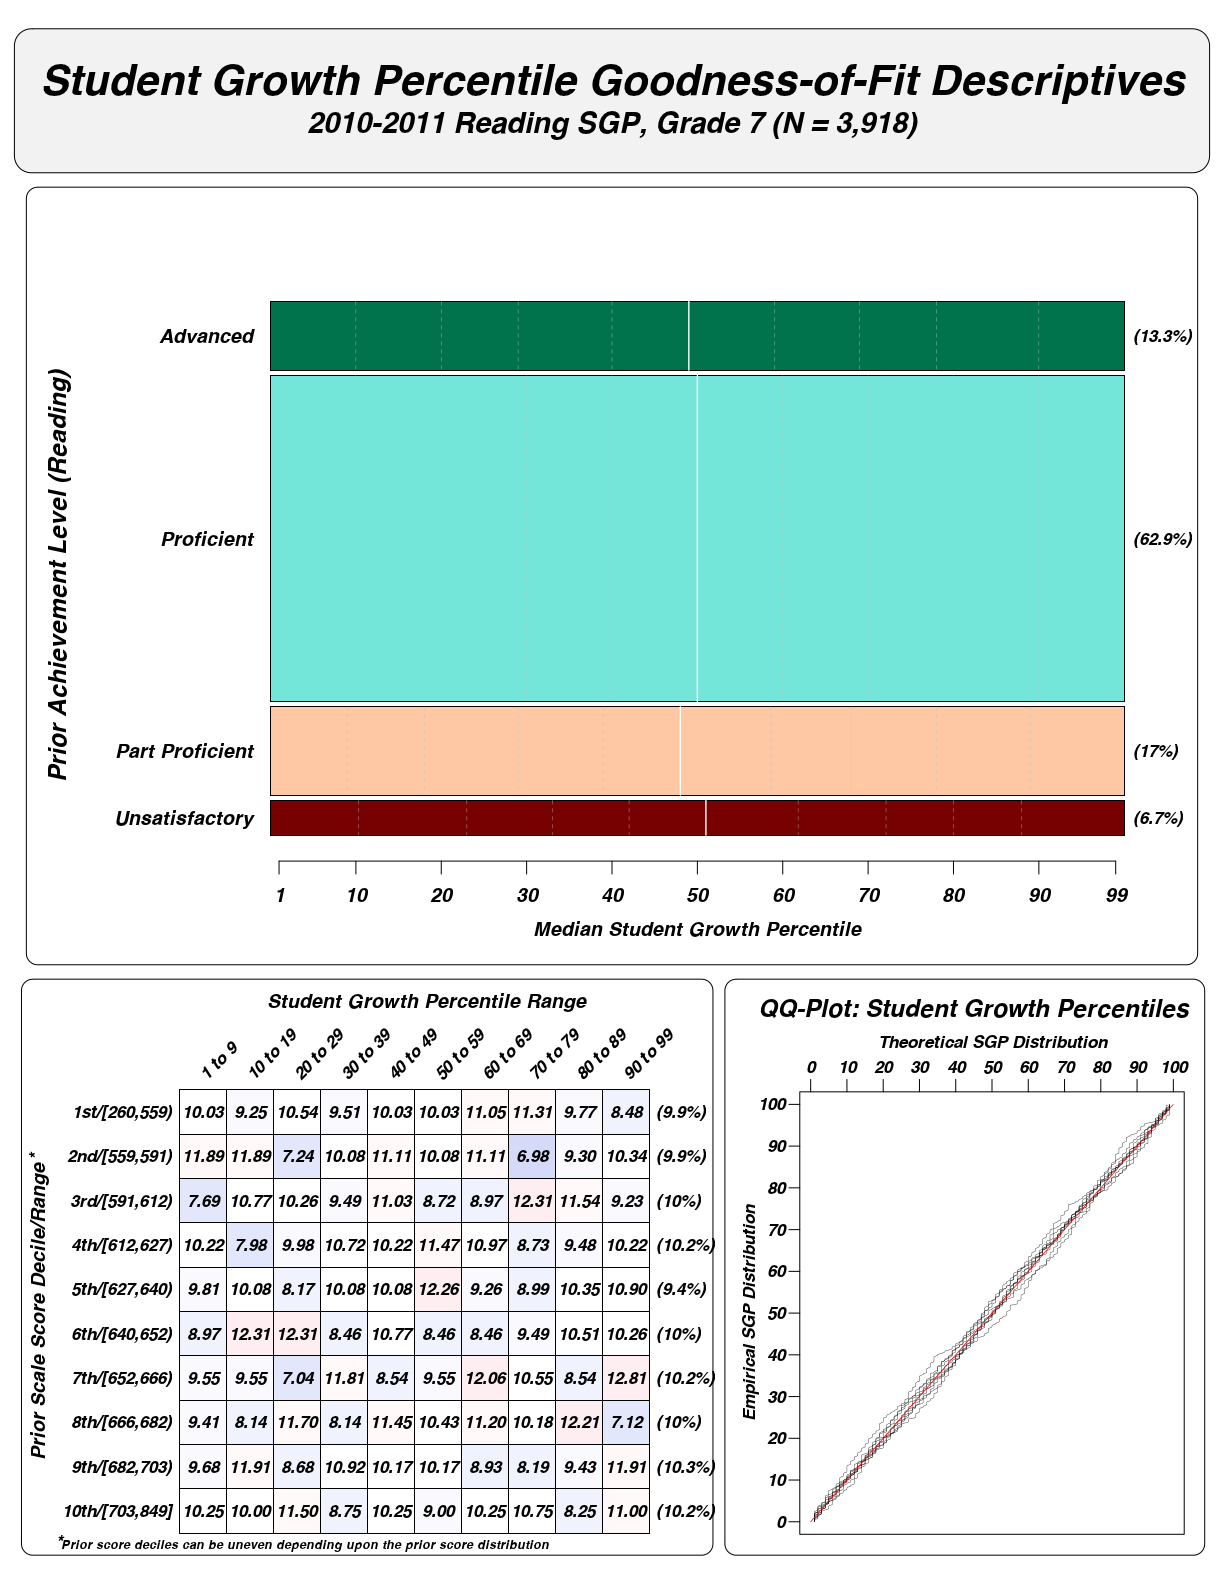 Student Growth Percentile Goodness-of-Fit Descriptives
2010-2011 Reading SGP, Grade 7 (N = 3,918)
Prior Achievement Level (Reading)
Advanced (13.3%)
Proficient (62.9%)
Part Proficient (17%)
Unsatisfactory (6.7%)
1 10 20 30 40 50 60 70 80 90 99
Median Student Growth Percentile
Student Growth Percentile Range
1 to 9 10 to 19 20 to 29 30 to 39 40 to 49 50 to 59 60 to 69 70 to 79 80 to 89 90 to 99
Prior Scale Score Decile/Range*
1st/[260,559) 10.03 9.25 10.54 9.51 10.03 10.03 11.05 11.31 9.77 8.48 (9.9%)
2nd/[559,591) 11.89 11.89 7.24 10.08 11.11 10.08 11.11 6.98 9.30 10.34 (9.9%)
3rd/[591,612) 7.69 10.77 10.26 9.49 11.03 8.72 8.97 12.31 11.54 9.23 (10%)
4th/[612,627) 10.22 7.98 9.98 10.72 10.22 11.47 10.97 8.73 9.48 10.22 (10.2%)
5th/[627,640) 9.81 10.08 8.17 10.08 10.08 12.26 9.26 8.99 10.35 10.90 (9.4%)
6th/[640,652) 8.97 12.31 12.31 8.46 10.77 8.46 8.46 9.49 10.51 10.26 (10%)
7th/[652,666) 9.55 9.55 7.04 11.81 8.54 9.55 12.06 10.55 8.54 12.81 (10.2%)
8th/[666,682) 9.41 8.14 11.70 8.14 11.45 10.43 11.20 10.18 12.21 7.12 (10%)
9th/[682,703) 9.68 11.91 8.68 10.92 10.17 10.17 8.93 8.19 9.43 11.91 (10.3%)
10th/[703,849] 10.25 10.00 11.50 8.75 10.25 9.00 10.25 10.75 8.25 11.00 (10.2%)
*Prior score deciles can be uneven depending upon the prior score distribution
QQ-Plot: Student Growth Percentiles
Theoretical SGP Distribution
0 10 20 30 40 50 60 70 80 90 100
Empirical SGP Distribution
100
90
80
70
60
50
40
30
20
10
0